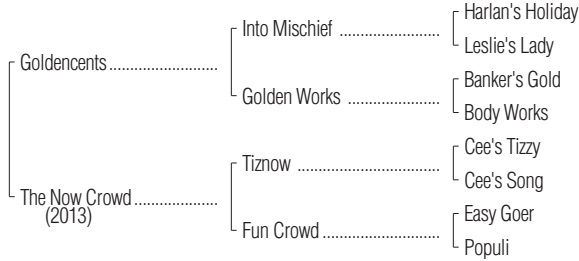 Harlan's Holiday
Into Mischief ....................
Leslie's Lady
Goldencents .........................
Banker's Gold
Golden Works ..................
Body Works
Cee's Tizzy
Tiznow ..............................
Cee's Song
The Now Crowd ...................
(2013)
Easy Goer
Fun Crowd ........................
Populi